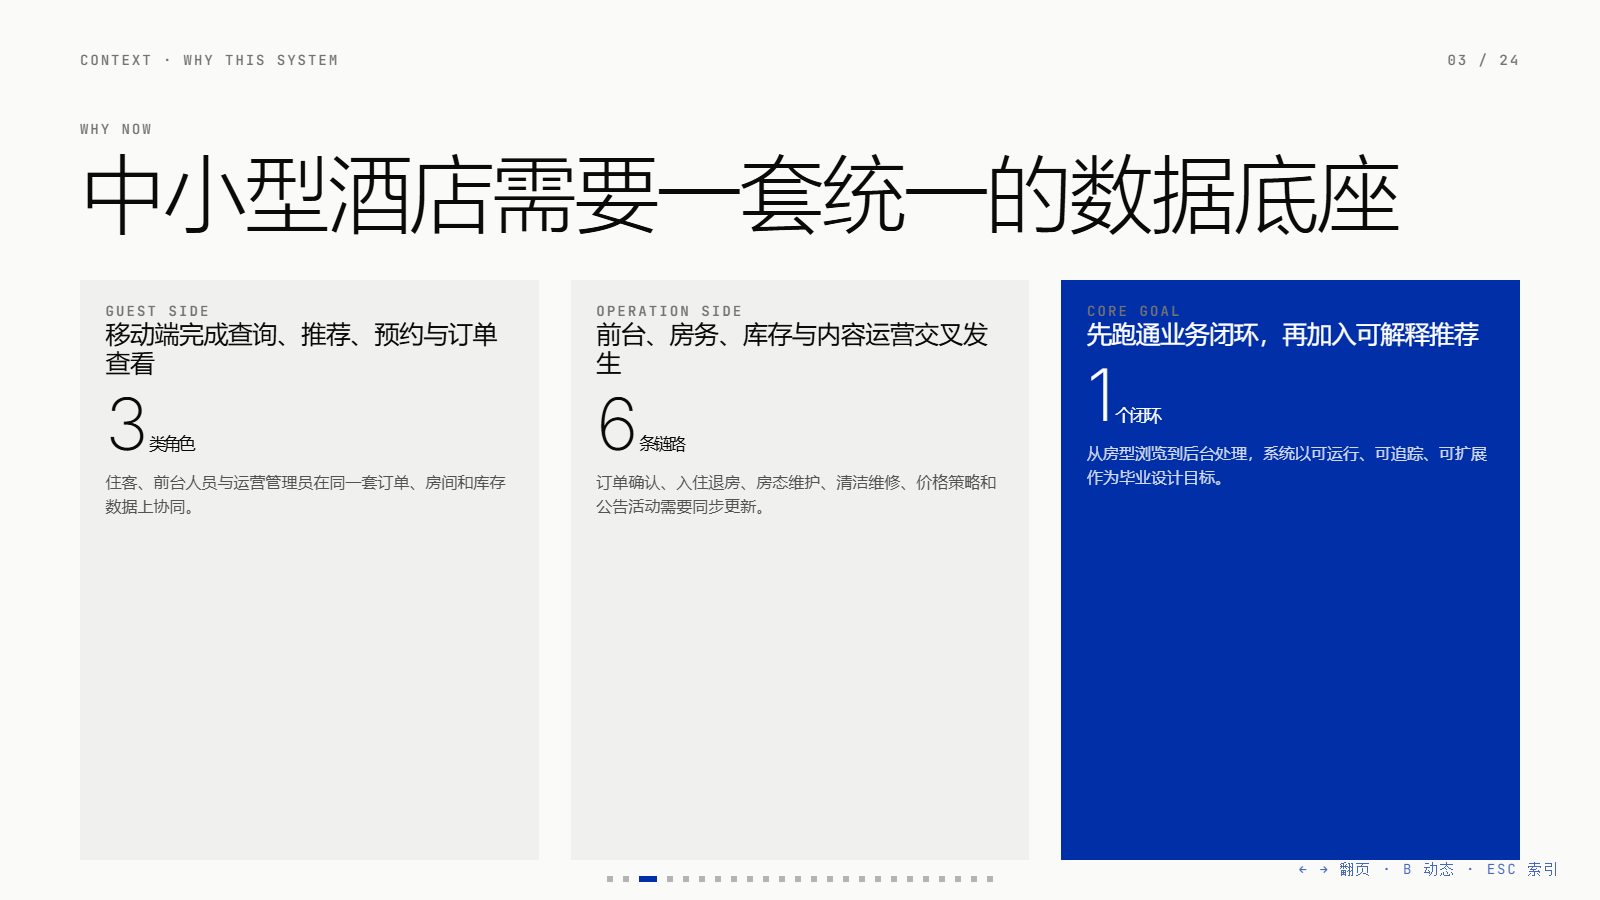 CONTEXT · WHY THIS SYSTEM
03 / 24
WHY NOW
中小型酒店需要一套统一的数据底座
GUEST SIDE
移动端完成查询、推荐、预约与订单
查看
3类角色
住客、前台人员与运营管理员在同一套订单、房间和库存
数据上协同。
OPERATION SIDE
前台、房务、库存与内容运营交叉发
生
6条链路
订单确认、入住退房、房态维护、清洁维修、价格策略和
公告活动需要同步更新。
CORE GOAL
先跑通业务闭环，再加入可解释推荐
1个闭环
从房型浏览到后台处理，系统以可运行、可追踪、可扩展
作为毕业设计目标。
← → 翻页 · B 动态 · ESC 索引